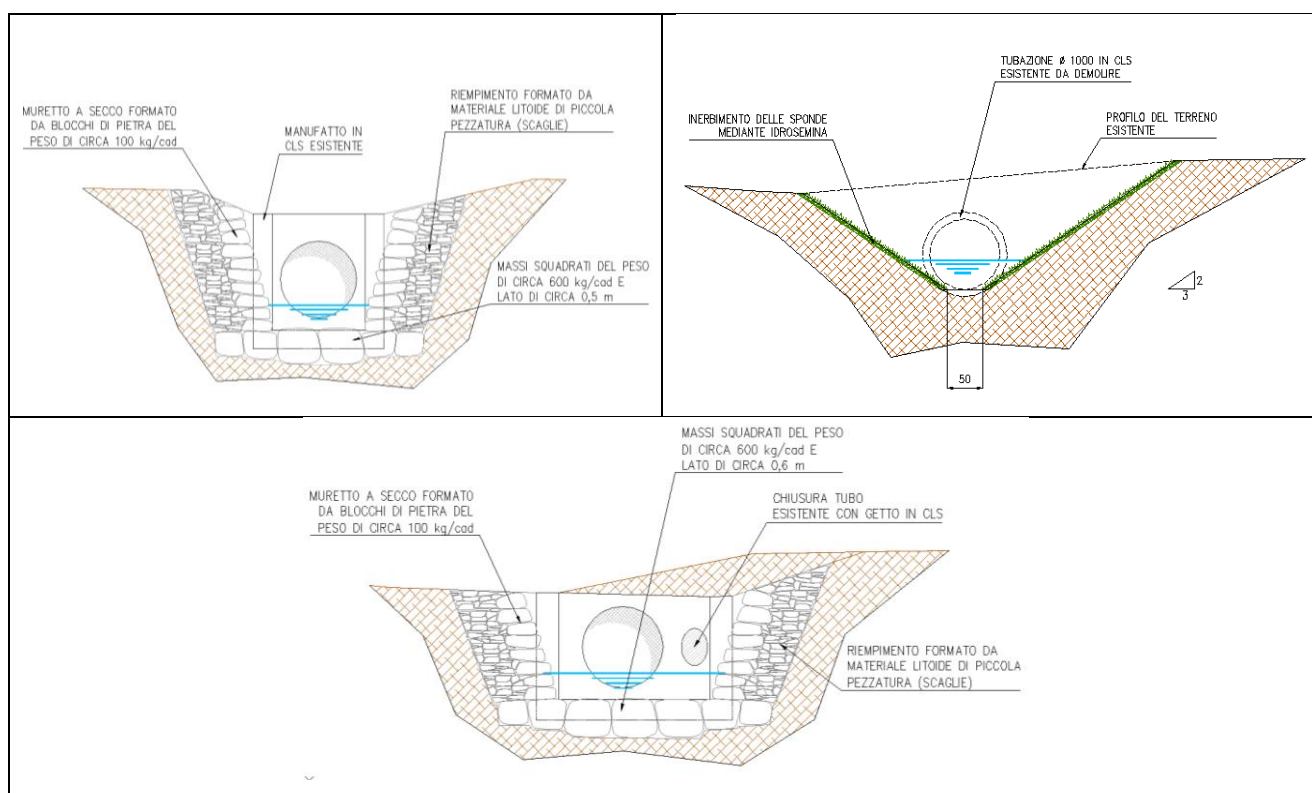 MURETTO A SECCO FORMATO
DA BLOCCHI DI PIETRA DEL
PESO DI CIRCA 100 kg/cad
MANUFATTO IN
CLS ESISTENTE
RIEMPIMENTO FORMATO DA
MATERIALE LITOIDE DI PICCOLA
PEZZATURA (SCAGLIE)
MASSI SQUADRATI DEL PESO
DI CIRCA 600 kg/cad E
LATO DI CIRCA 0,5 m
TUBAZIONE ø 1000 IN CLS
ESISTENTE DA DEMOLIRE
INERBIMENTO DELLE SPONDE
MEDIANTE IDROSEMINA
PROFILO DEL TERRENO
ESISTENTE
2
3
50
MASSI SQUADRATI DEL PESO
DI CIRCA 600 kg/cad E
LATO DI CIRCA 0,6 m
MURETTO A SECCO FORMATO
DA BLOCCHI DI PIETRA DEL
PESO DI CIRCA 100 kg/cad
CHIUSURA TUBO
ESISTENTE CON GETTO IN CLS
RIEMPIMENTO FORMATO DA
MATERIALE LITOIDE DI PICCOLA
PEZZATURA (SCAGLIE)